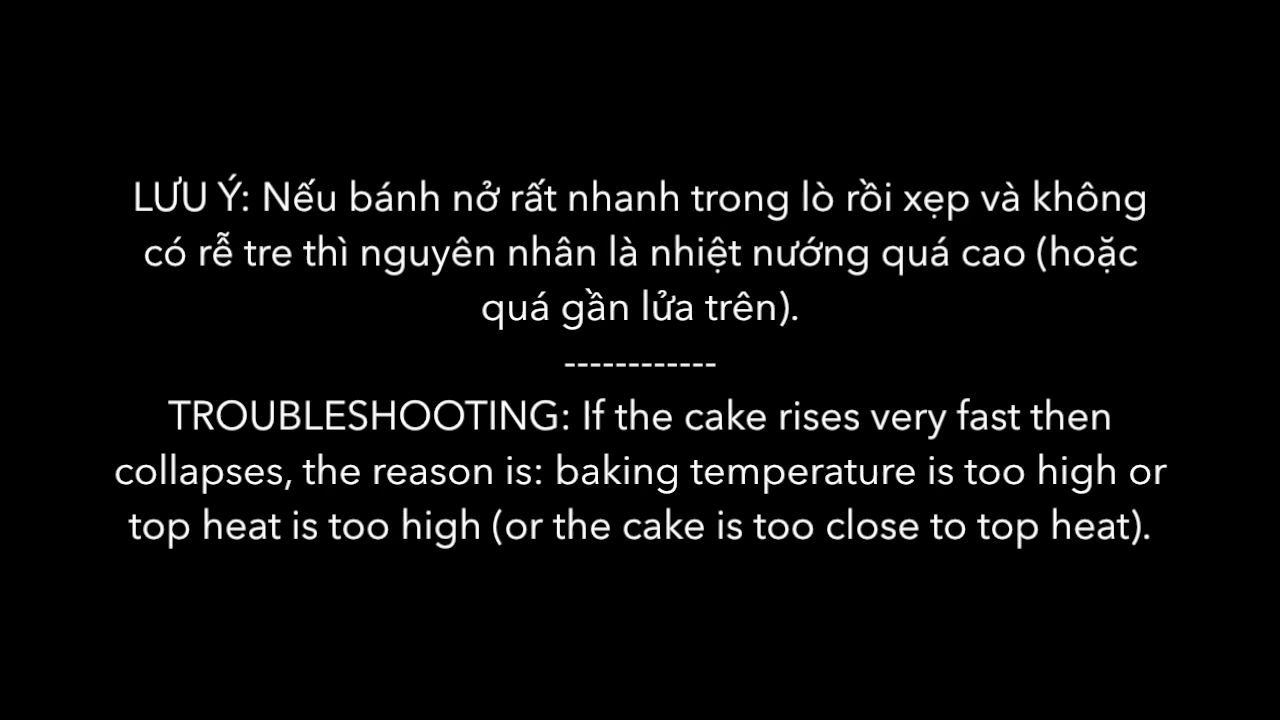 LƯU Ý: Nếu bánh nở rất nhanh trong lò rồi xẹp và không
có rễ tre thì nguyên nhân là nhiệt nướng quá cao (hoặc
quá gần lửa trên).
------------
TROUBLESHOOTING: If the cake rises very fast then
collapses, the reason is: baking temperature is too high or
top heat is too high (or the cake is too close to top heat).